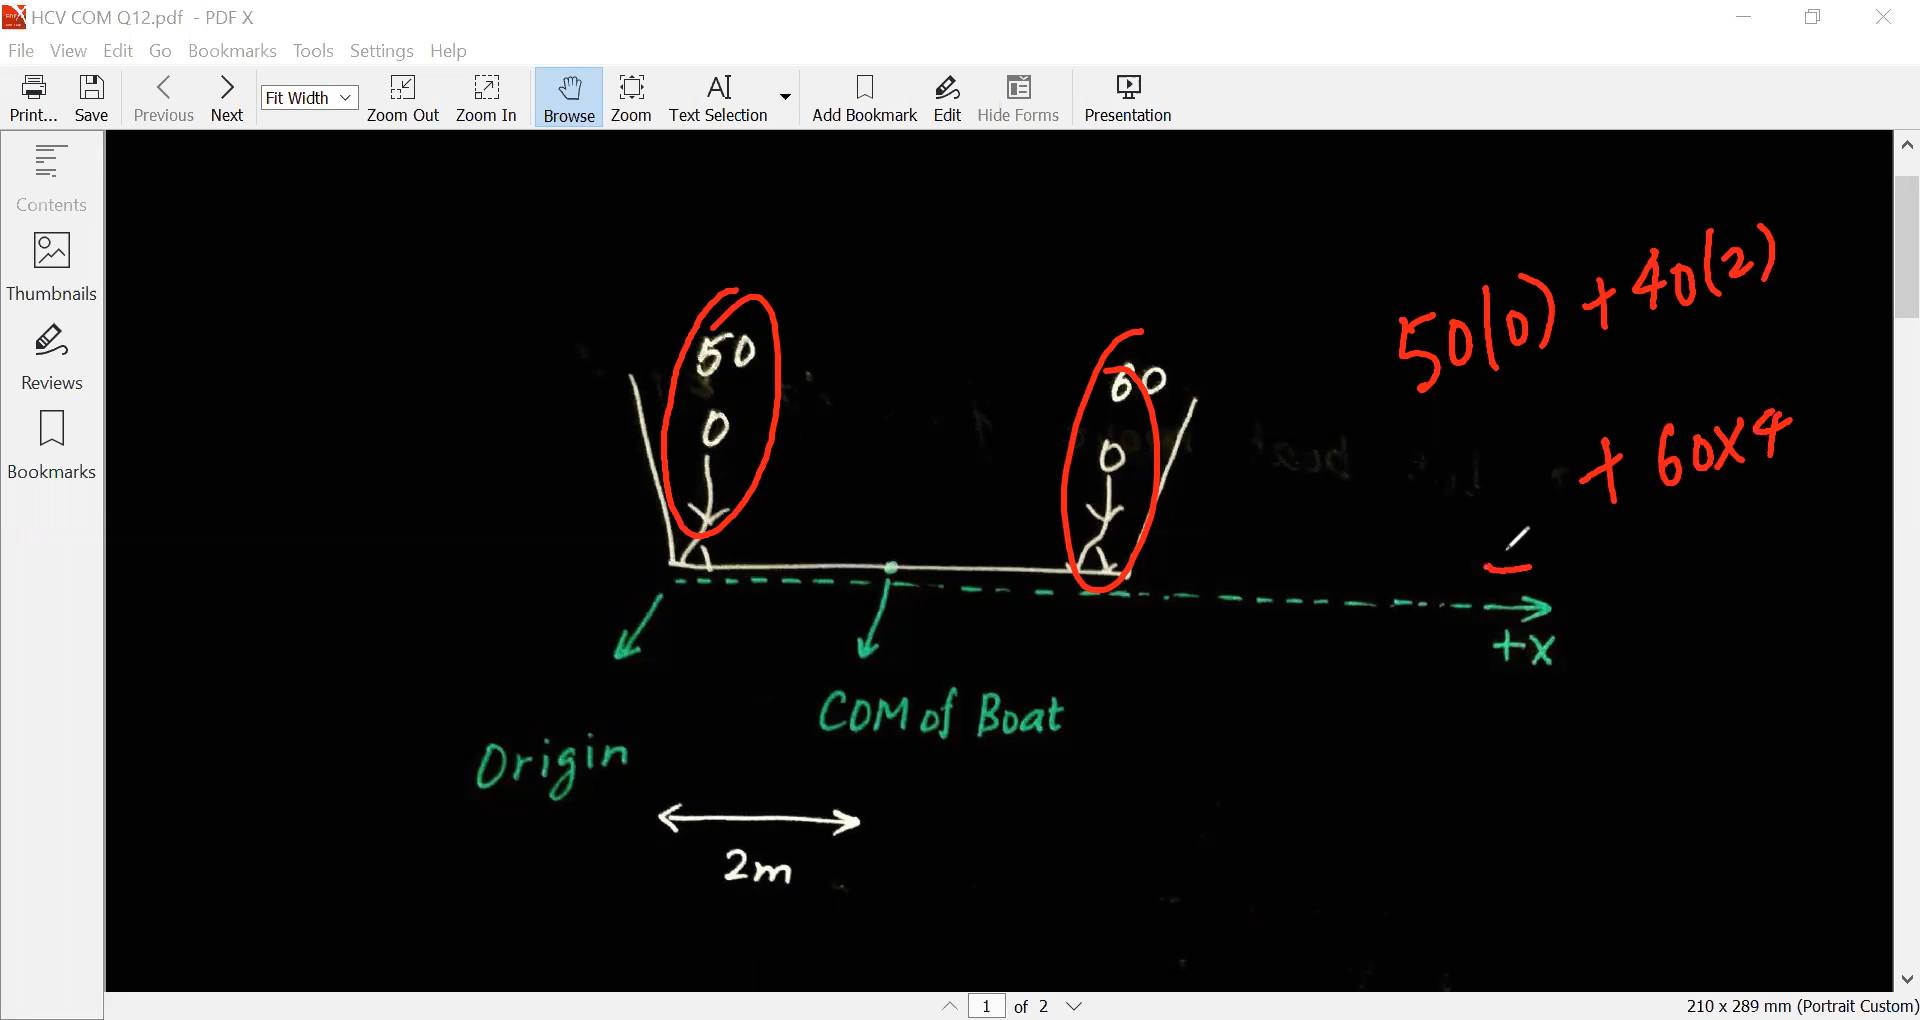 HCV COM Q12.pdf - PDF X
File View Edit Go Bookmarks Tools Settings Help
Print... Save Previous Next Fit Width Zoom Out Zoom In Browse Zoom Text Selection Add Bookmark Edit Hide Forms Presentation
Contents
Thumbnails
Reviews
Bookmarks
50(0) + 40(2)
50
60
+ 60x4
+x
COM of Boat
Origin
2m
1 of 2
210 x 289 mm (Portrait Custom)